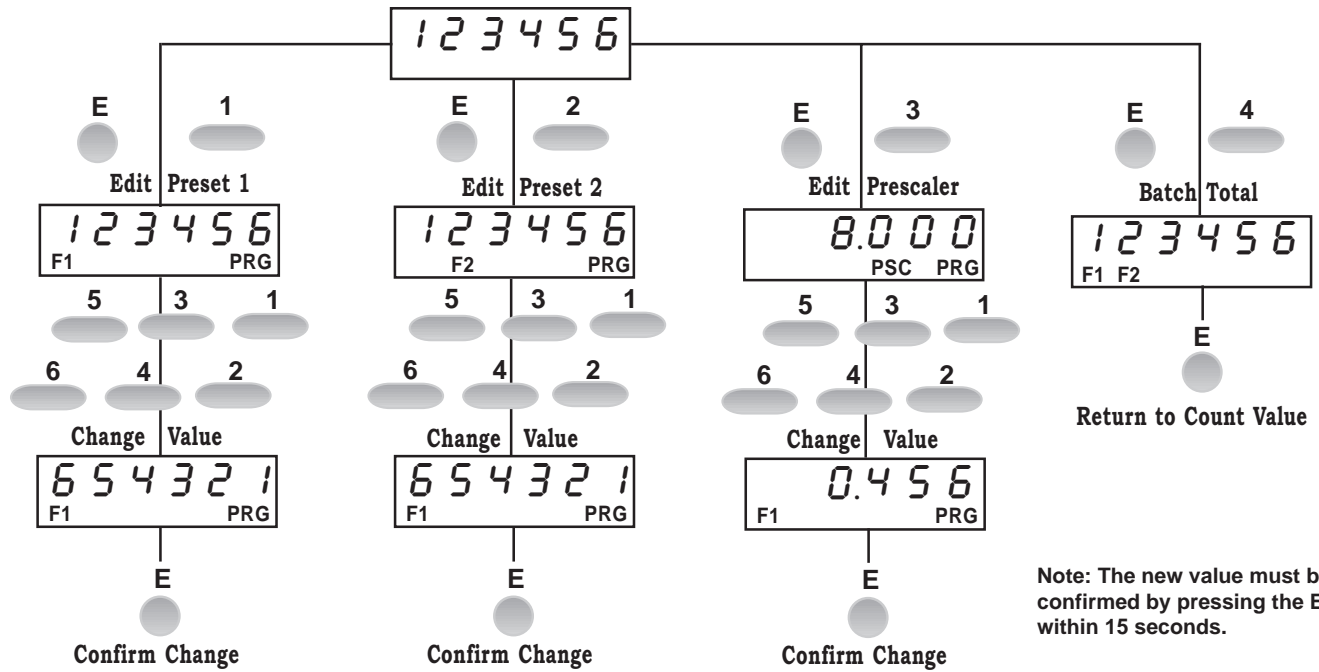 123456
E 1
E 2
E 3
E 4
Edit Preset 1
Edit Preset 2
Edit Prescaler
Batch Total
123456
F1 PRG
123456
F2 PRG
8.000
PSC PRG
123456
F1 F2
5 3 1
5 3 1
5 3 1
6 4 2
6 4 2
6 4 2
E
Return to Count Value
Change Value
Change Value
Change Value
654321
F1 PRG
654321
F1 PRG
0.456
F1 PRG
E
E
E
Confirm Change
Confirm Change
Confirm Change
Note: The new value must b
confirmed by pressing the E
within 15 seconds.